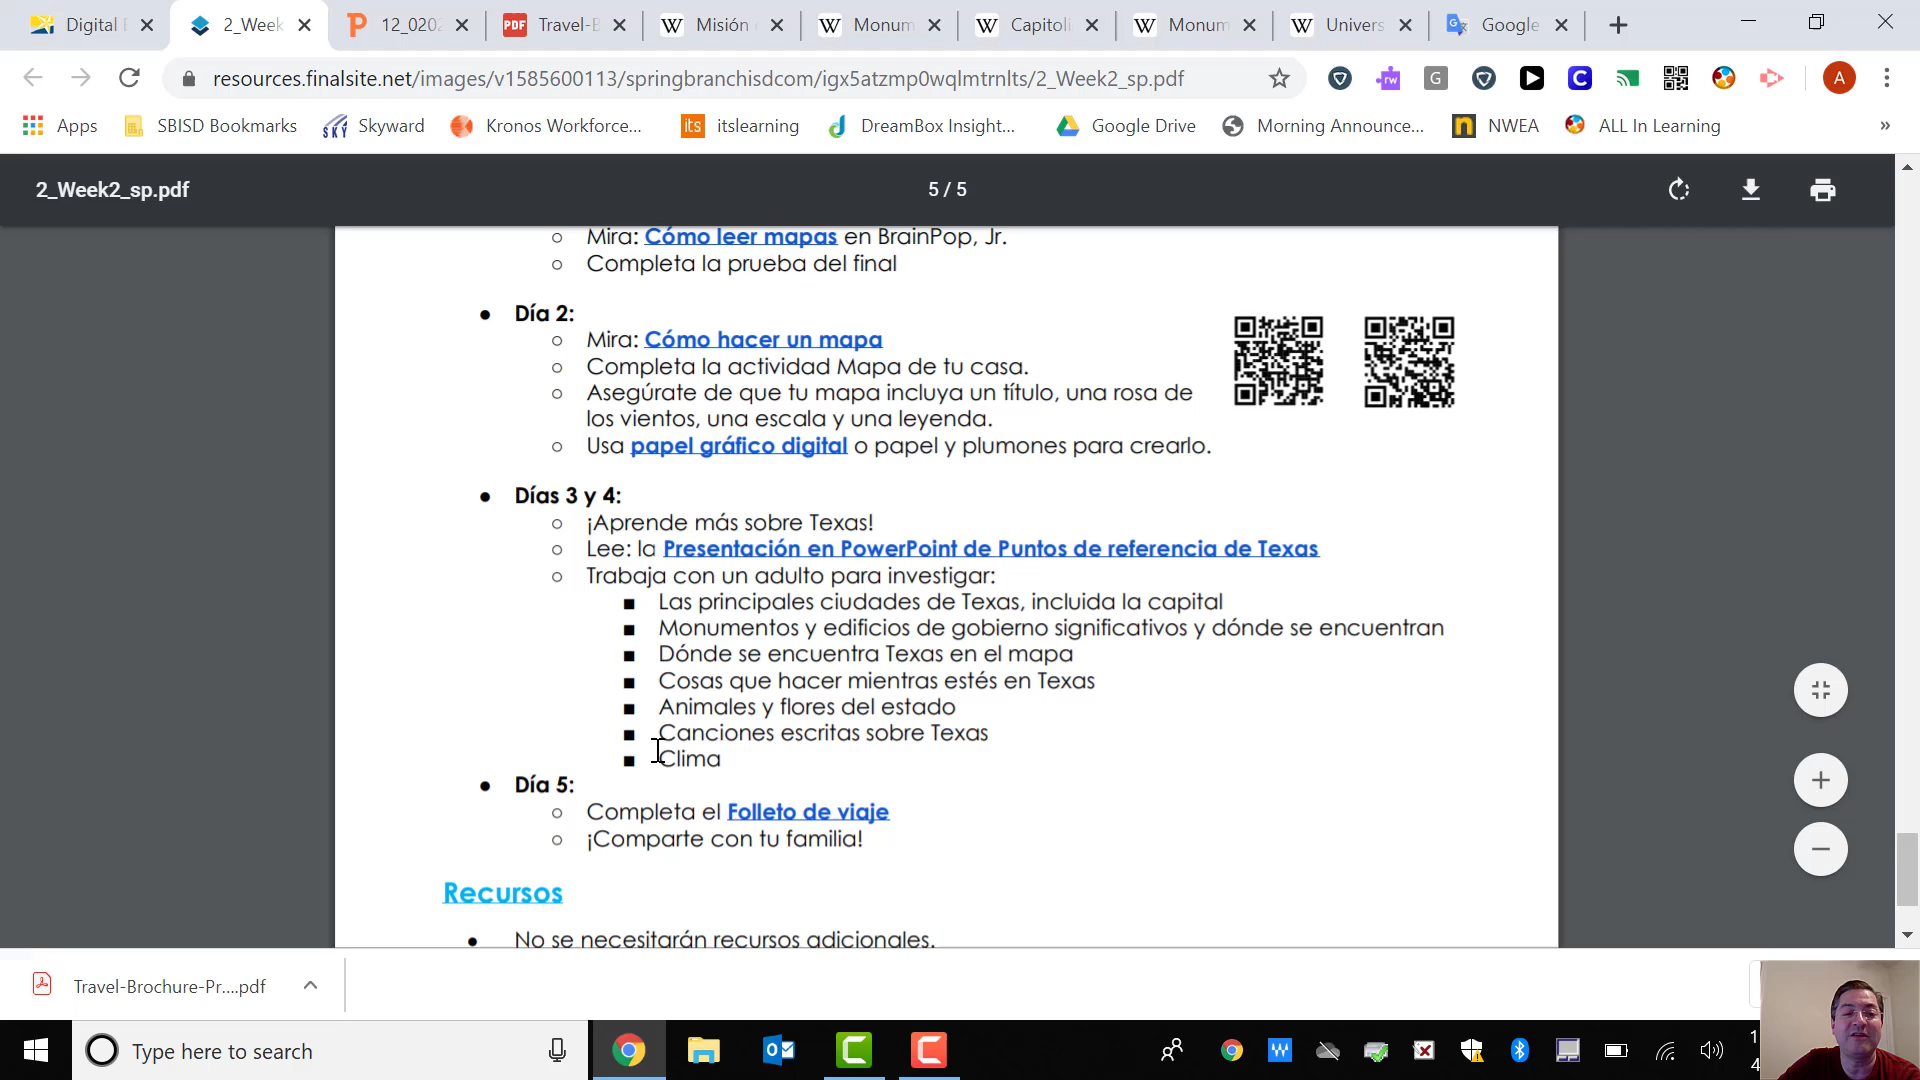 Digital
2_Week
12_020
Travel-B
Misión
Monum
Capitoli
Monum
Univers
Google
resources.finalsite.net/images/v1585600113/springbranchisdcom/igx5atzmp0wqlmtrnlts/2_Week2_sp.pdf
Apps
SBISD Bookmarks
Skyward
Kronos Workforce...
itslearning
DreamBox Insight...
Google Drive
Morning Announce...
NWEA
ALL In Learning
2_Week2_sp.pdf
5 / 5
Mira: Cómo leer mapas en BrainPop, Jr.
Completa la prueba del final
Día 2:
Mira: Cómo hacer un mapa
Completa la actividad Mapa de tu casa.
Asegúrate de que tu mapa incluya un título, una rosa de
los vientos, una escala y una leyenda.
Usa papel gráfico digital o papel y plumones para crearlo.
Días 3 y 4:
¡Aprende más sobre Texas!
Lee: la Presentación en PowerPoint de Puntos de referencia de Texas
Trabaja con un adulto para investigar:
Las principales ciudades de Texas, incluida la capital
Monumentos y edificios de gobierno significativos y dónde se encuentran
Dónde se encuentra Texas en el mapa
Cosas que hacer mientras estés en Texas
Animales y flores del estado
Canciones escritas sobre Texas
Clima
Día 5:
Completa el Folleto de viaje
¡Comparte con tu familia!
Recursos
No se necesitarán recursos adicionales.
Travel-Brochure-Pr....pdf
Type here to search